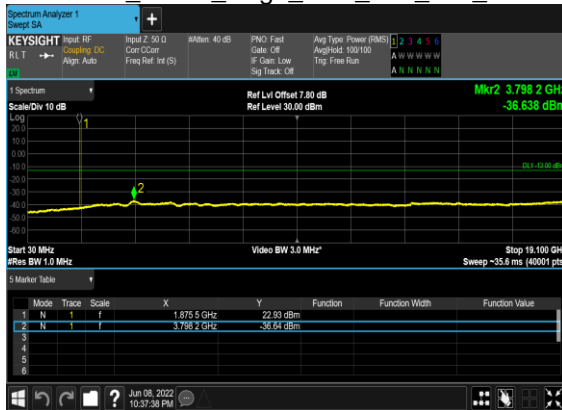 Spectrum Analyzer 1
Swept SA
+
KEYSIGHT Input: RF Input Z: 50 Ω #Atten: 40 dB PNO: Fast Avg Type: Power (RMS) 1 2 3 4 5 6
RLT Coupling: DC Corr CCorr Gate: Off Avg|Hold: 100/100 A W W W W W
Align: Auto Freq Ref: Int (S) IF Gain: Low Trig: Free Run
Sig Track: Off A N N N N N
1 Spectrum Ref Lvl Offset 7.80 dB Mkr2 3.798 2 GHz
Scale/Div 10 dB Ref Level 30.00 dBm -36.638 dBm
Log
1
20.0
10.0
0.00
-10.0
DL1 -13.00 dBm
-20.0
-30.0
2
-40.0
-50.0
-60.0
Start 30 MHz Video BW 3.0 MHz* Stop 19.100 GHz
#Res BW 1.0 MHz Sweep ~35.6 ms (40001 pts)
5 Marker Table
Mode Trace Scale X Y Function Function Width Function Value
1 N 1 f 1.875 5 GHz 22.93 dBm
2 N 1 f 3.798 2 GHz -36.64 dBm
3
4
5
6
? Jun 08, 2022
10:37:38 PM